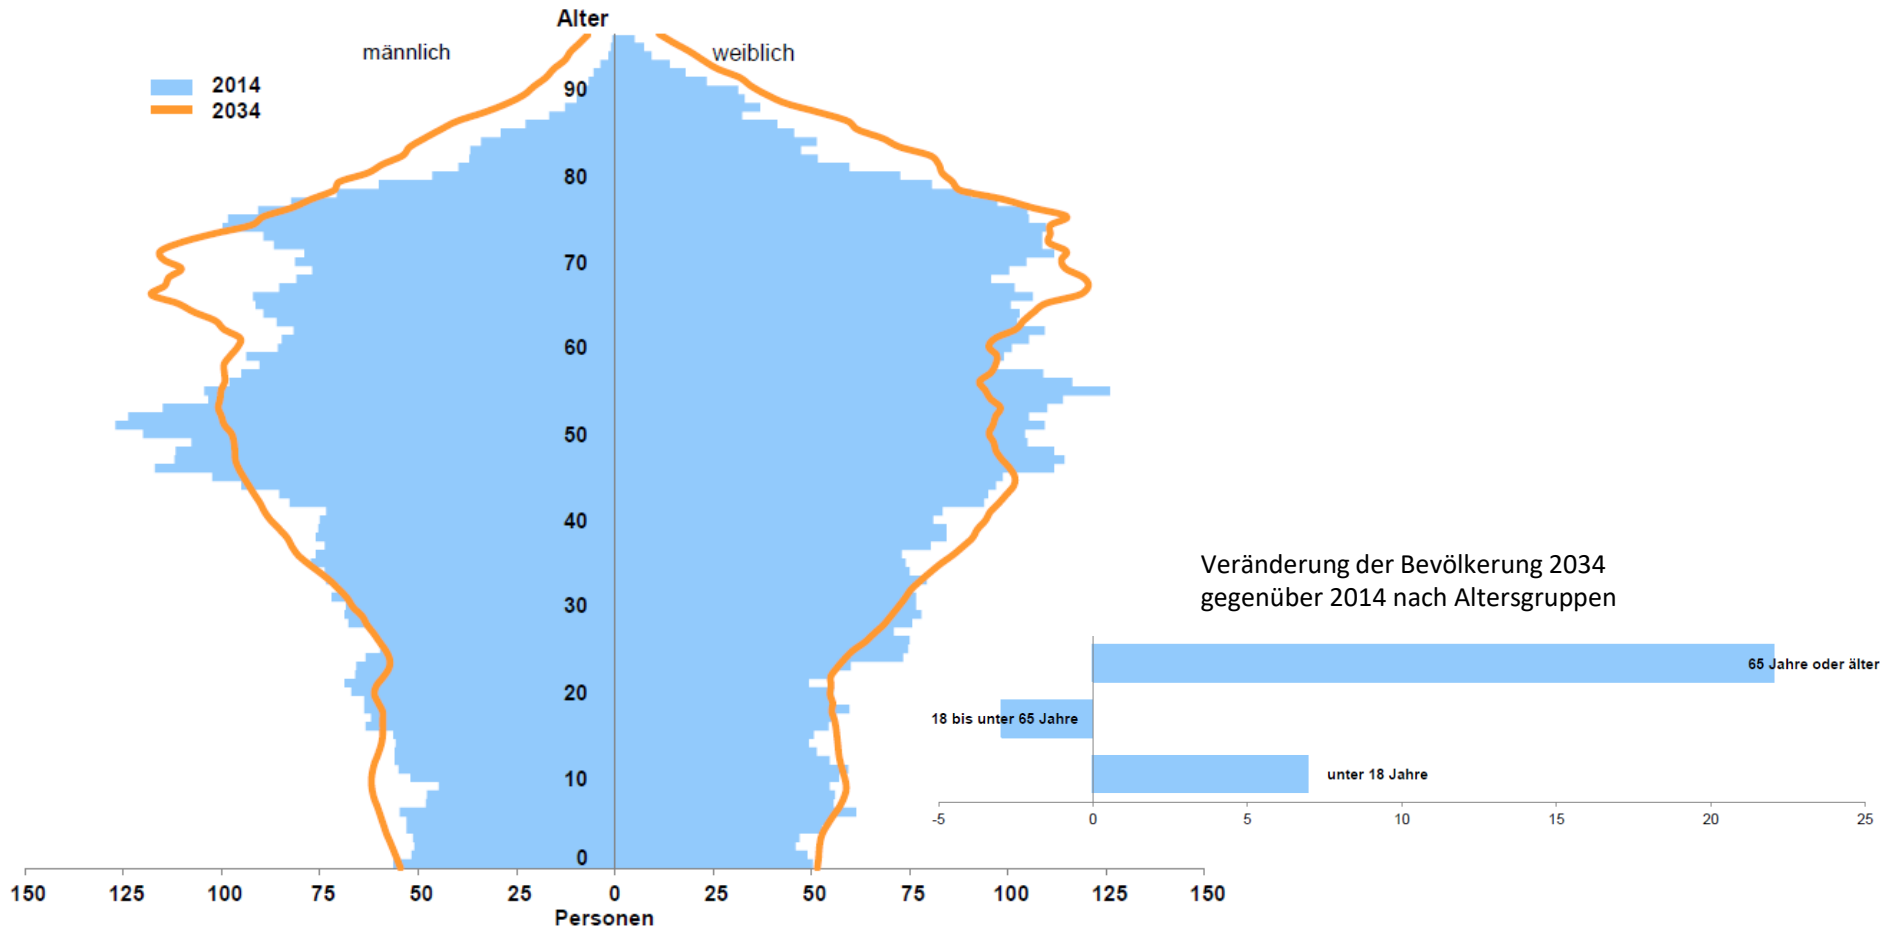 Alter
männlich
weiblich
2014
2034
90
80
70
60
50
40
30
20
10
0
150 125 100 75 50 25 0 25 50 75 100 125 150
Personen
Veränderung der Bevölkerung 2034
gegenüber 2014 nach Altersgruppen
65 Jahre oder älter
18 bis unter 65 Jahre
unter 18 Jahre
-5 0 5 10 15 20 25